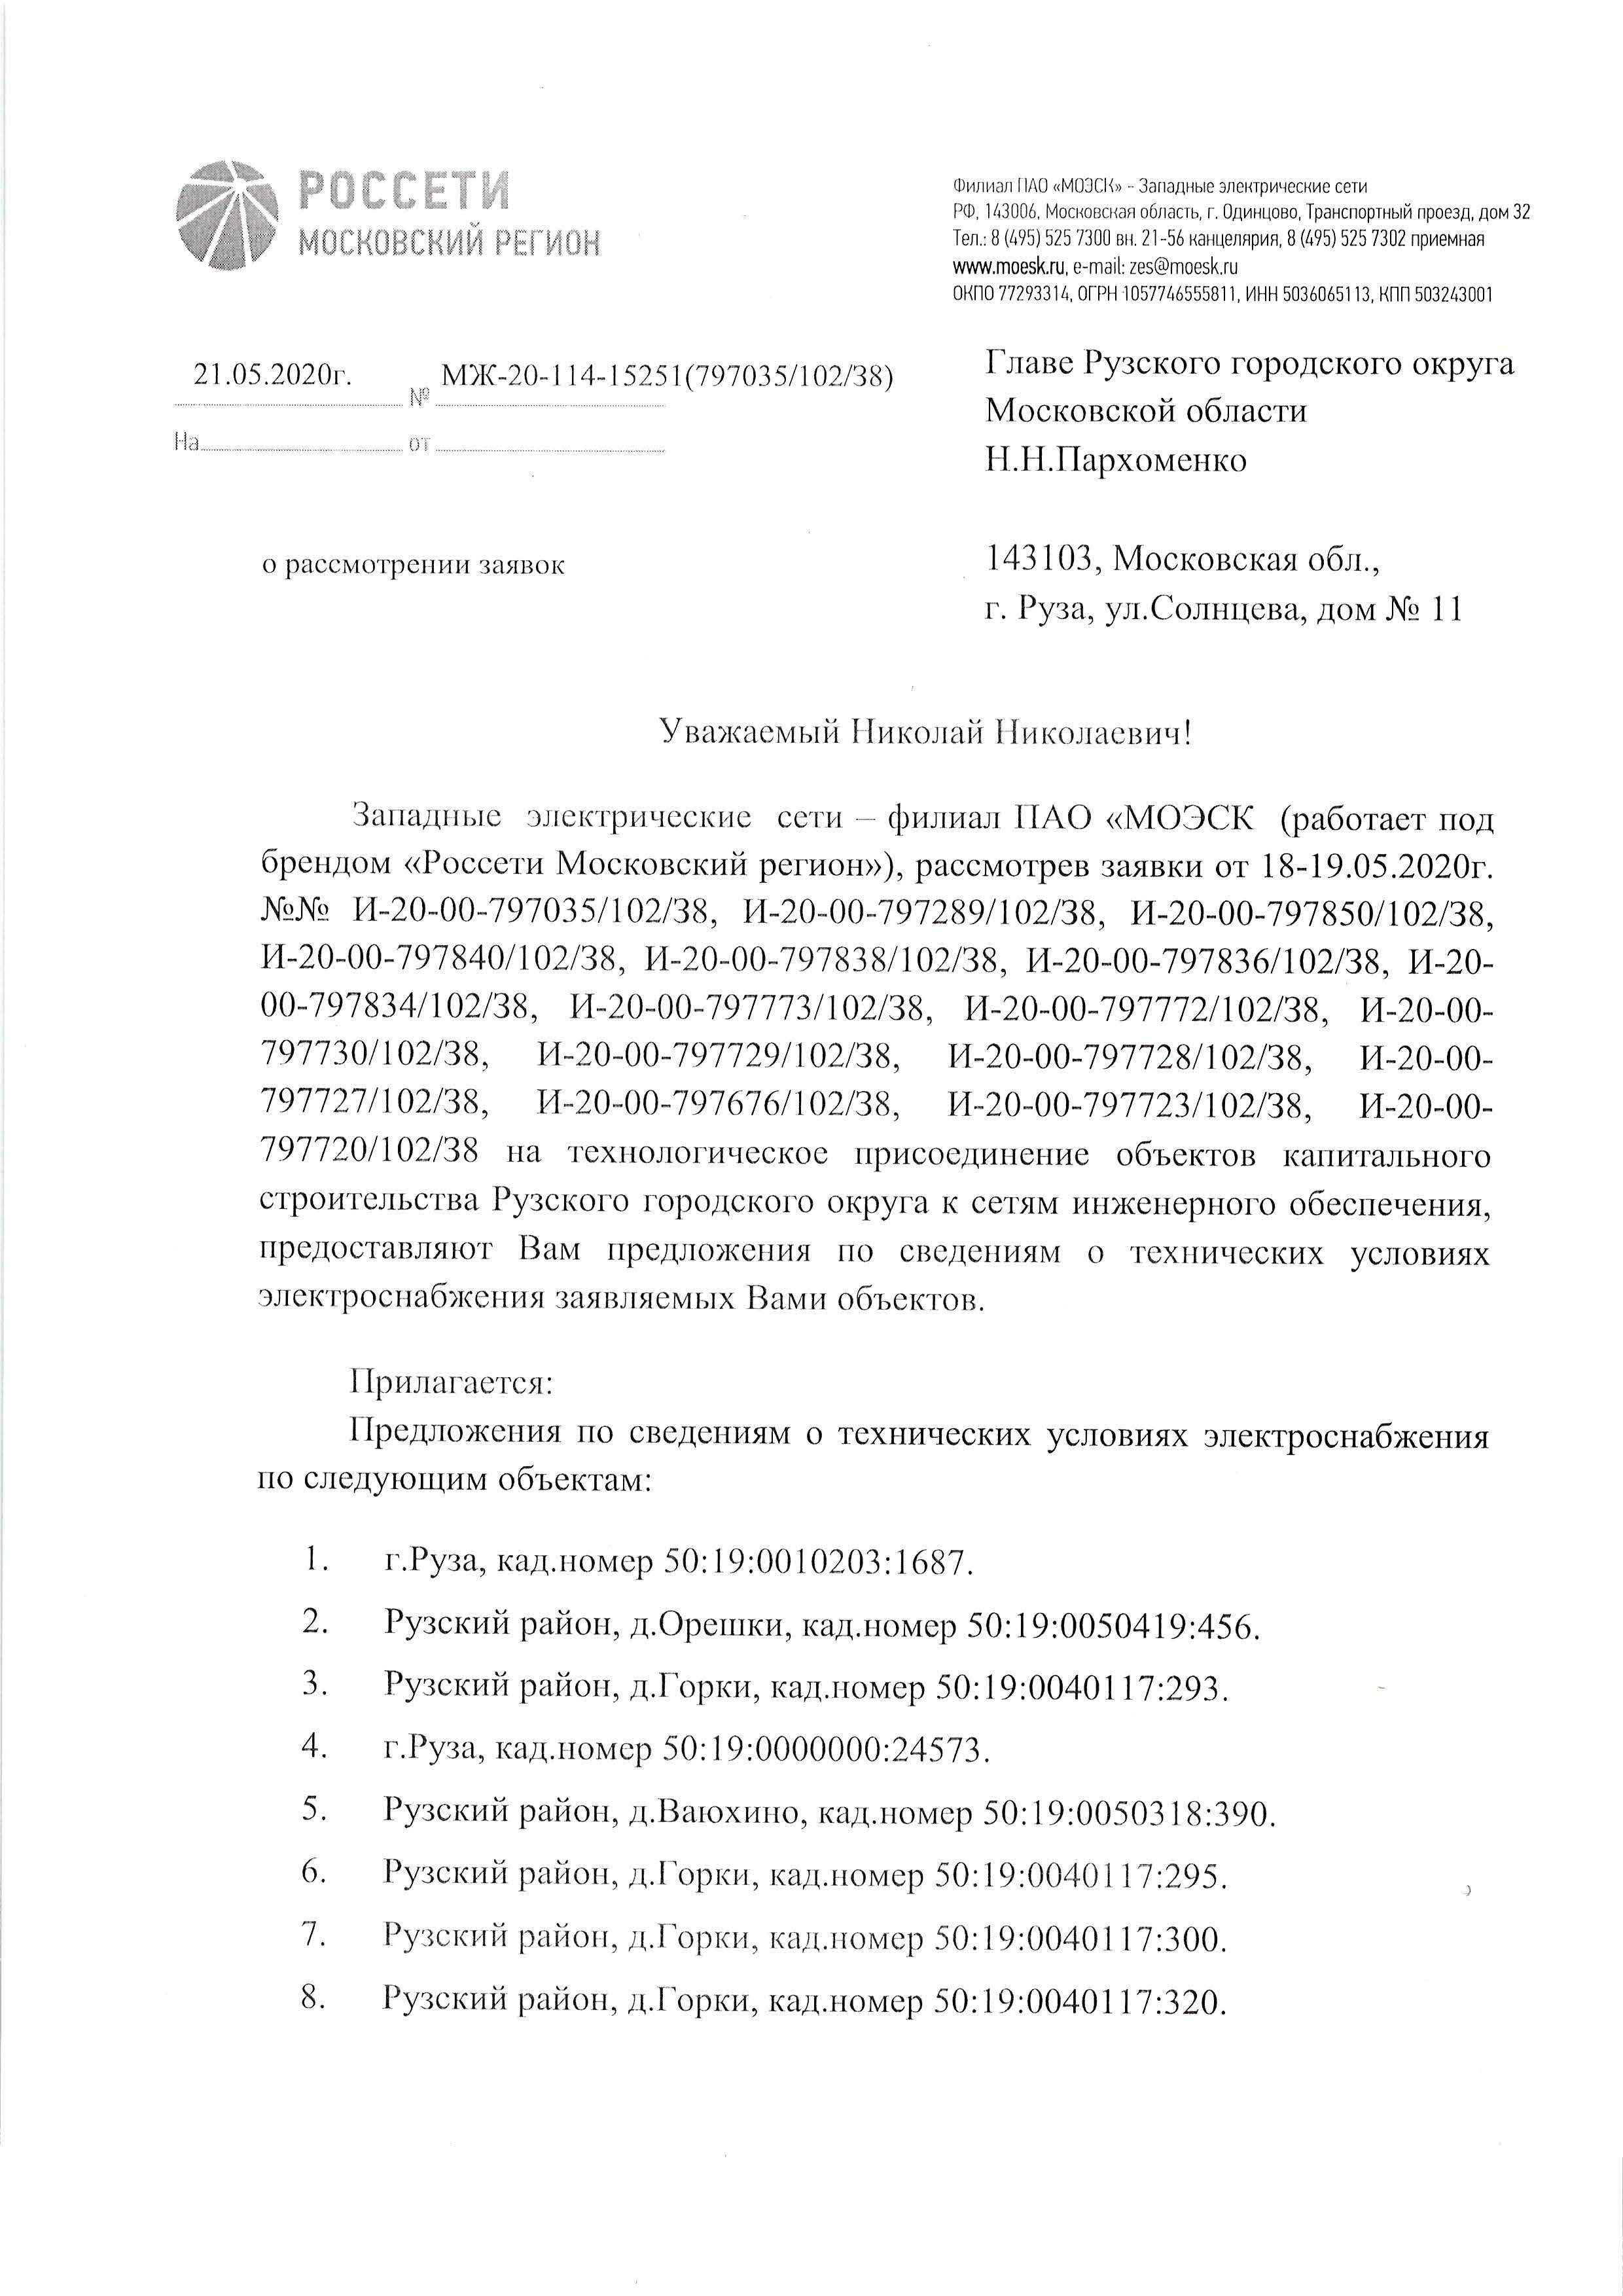 РОССЕТИ
МОСКОВСКИЙ РЕГИОН
Филиал ПАО «МОЭСК» - Западные электрические сети
РФ, 143006, Московская область, г. Одинцово, Транспортный проезд, дом 32
Тел.: 8 (495) 525 7300 вн. 21-56 канцелярия, 8 (495) 525 7302 приемная
www.moesk.ru, e-mail: zes@moesk.ru
ОКПО 77293314, ОГРН 1057746555811, ИНН 5036065113, КПП 503243001
21.05.2020г. № МЖ-20-114-15251(797035/102/38)
На от
Главе Рузского городского округа
Московской области
Н.Н.Пархоменко
о рассмотрении заявок
143103, Московская обл.,
г. Руза, ул.Солнцева, дом № 11
Уважаемый Николай Николаевич!
Западные электрические сети – филиал ПАО «МОЭСК (работает под
брендом «Россети Московский регион»), рассмотрев заявки от 18-19.05.2020г.
№№ И-20-00-797035/102/38, И-20-00-797289/102/38, И-20-00-797850/102/38,
И-20-00-797840/102/38, И-20-00-797838/102/38, И-20-00-797836/102/38, И-20-
00-797834/102/38, И-20-00-797773/102/38, И-20-00-797772/102/38, И-20-00-
797730/102/38, И-20-00-797729/102/38, И-20-00-797728/102/38, И-20-00-
797727/102/38, И-20-00-797676/102/38, И-20-00-797723/102/38, И-20-00-
797720/102/38 на технологическое присоединение объектов капитального
строительства Рузского городского округа к сетям инженерного обеспечения,
предоставляют Вам предложения по сведениям о технических условиях
электроснабжения заявляемых Вами объектов.
Прилагается:
Предложения по сведениям о технических условиях электроснабжения
по следующим объектам:
1. г.Руза, кад.номер 50:19:0010203:1687.
2. Рузский район, д.Орешки, кад.номер 50:19:0050419:456.
3. Рузский район, д.Горки, кад.номер 50:19:0040117:293.
4. г.Руза, кад.номер 50:19:0000000:24573.
5. Рузский район, д.Ваюхино, кад.номер 50:19:0050318:390.
6. Рузский район, д.Горки, кад.номер 50:19:0040117:295.
7. Рузский район, д.Горки, кад.номер 50:19:0040117:300.
8. Рузский район, д.Горки, кад.номер 50:19:0040117:320.